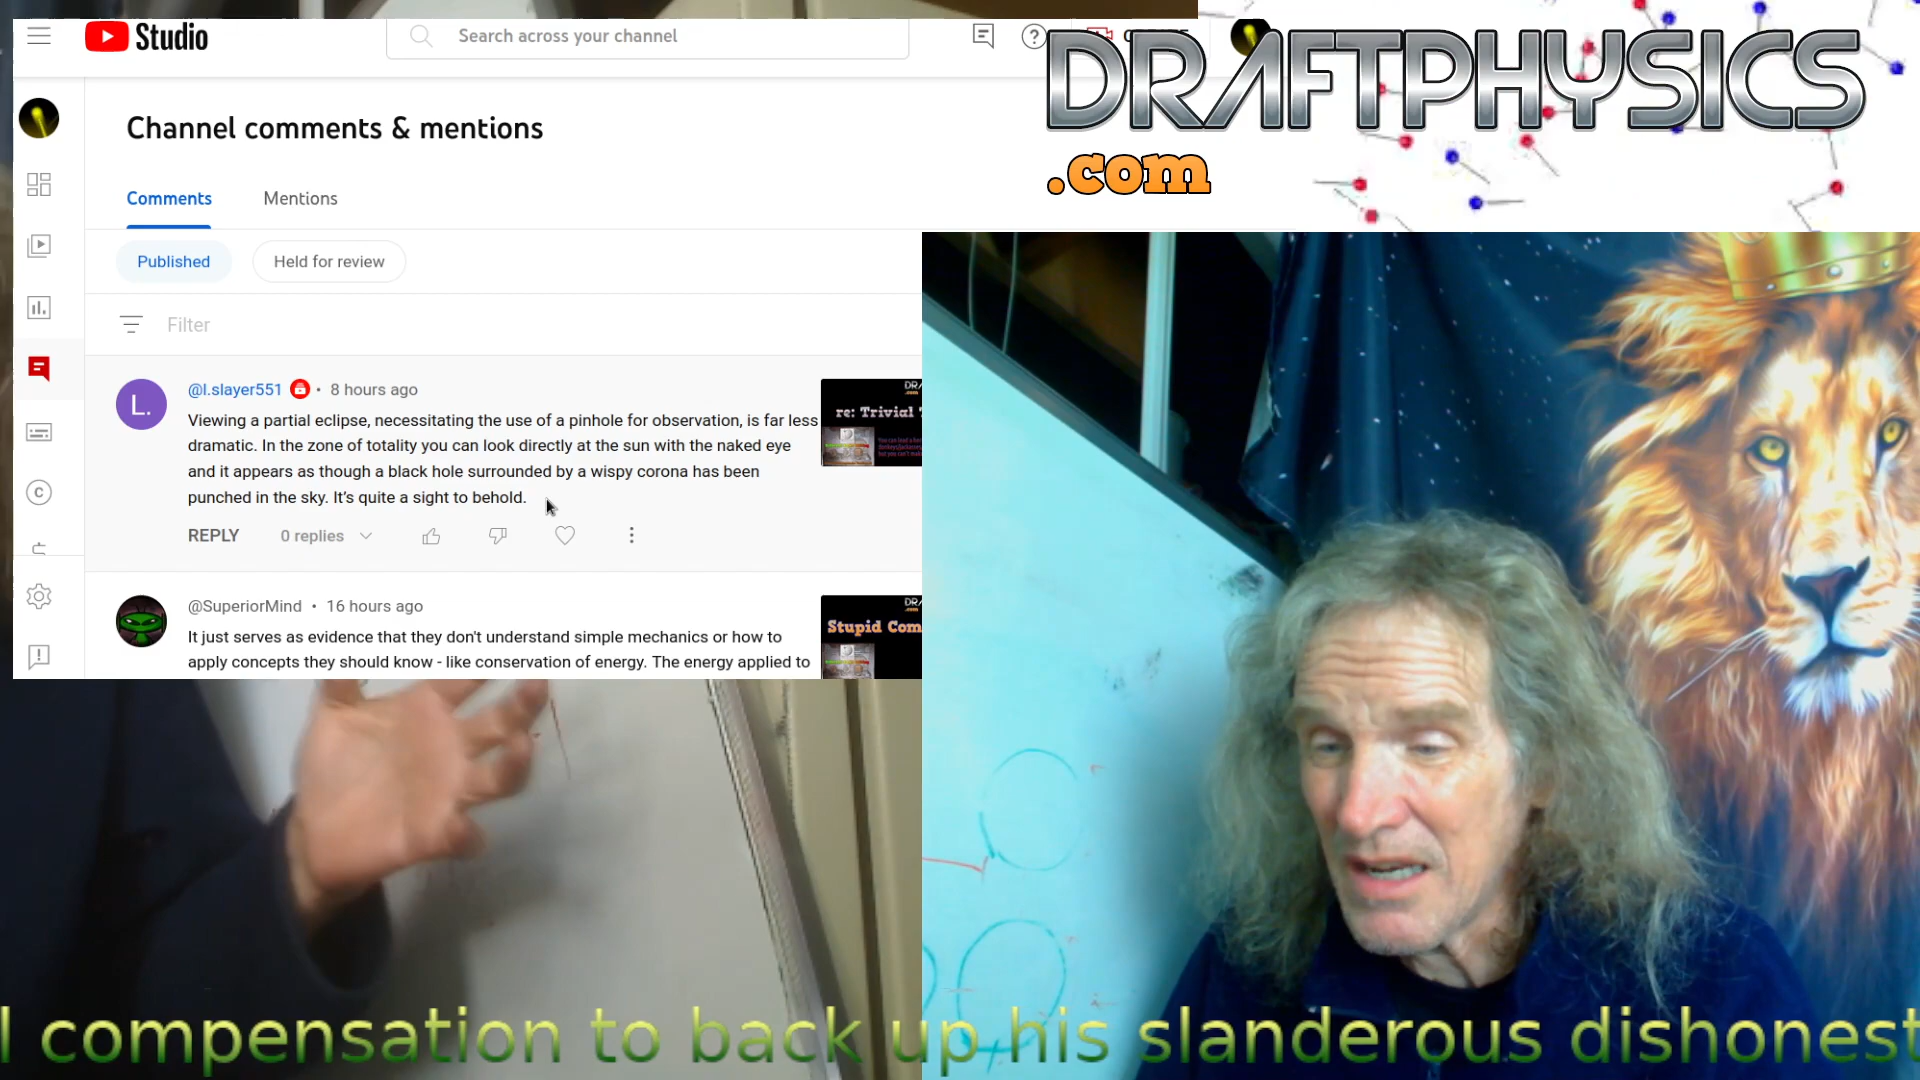 Studio
Search across your channel
DRAFTPHYSICS
.com
Channel comments & mentions
Comments
Mentions
Published
Held for review
Filter
L.
@l.slayer551 • 8 hours ago
Viewing a partial eclipse, necessitating the use of a pinhole for observation, is far less
dramatic. In the zone of totality you can look directly at the sun with the naked eye
and it appears as though a black hole surrounded by a wispy corona has been
punched in the sky. It's quite a sight to behold.
REPLY
0 replies
re: Trivial
@SuperiorMind • 16 hours ago
It just serves as evidence that they don't understand simple mechanics or how to
apply concepts they should know - like conservation of energy. The energy applied to
Stupid Com
l compensation to back up his slanderous dishonest